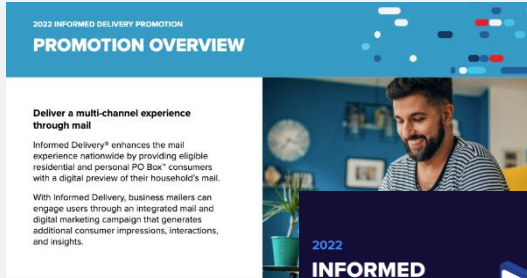 2022 INFORMED DELIVERY PROMOTION
PROMOTION OVERVIEW
Deliver a multi-channel experience
through mail
Informed Delivery® enhances the mail
experience nationwide by providing eligible
residential and personal PO Box™ consumers
with a digital preview of their household's mail.
With Informed Delivery, business mailers can
engage users through an integrated mail and
digital marketing campaign that generates
additional consumer impressions, interactions,
and insights.
2022
INFORMED